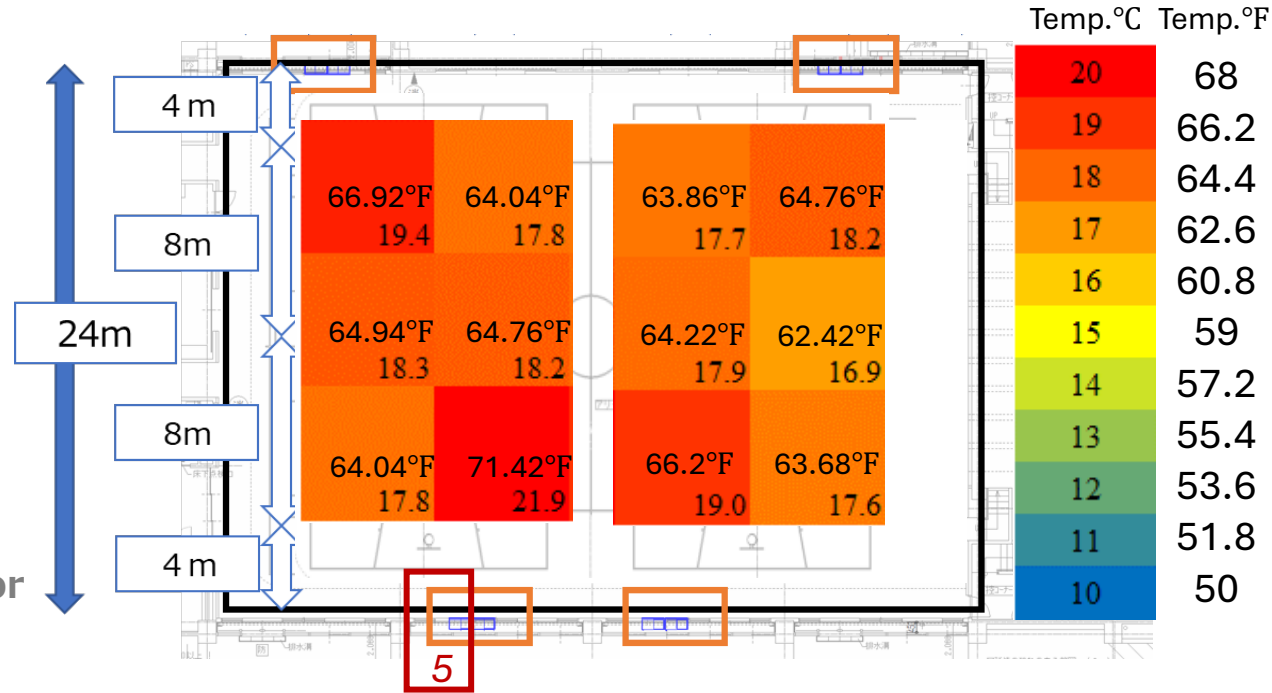 Temp.℃ Temp.℉
20 68
19 66.2
18 64.4
17 62.6
16 60.8
15 59
14 57.2
13 55.4
12 53.6
11 51.8
10 50
4 m
8m
24m
8m
4 m
or
66.92℉ 64.04℉ 63.86℉ 64.76℉
19.4 17.8 17.7 18.2
64.94℉ 64.76℉ 64.22℉ 62.42℉
18.3 18.2 17.9 16.9
64.04℉ 71.42℉ 66.2℉ 63.68℉
17.8 21.9 19.0 17.6
5